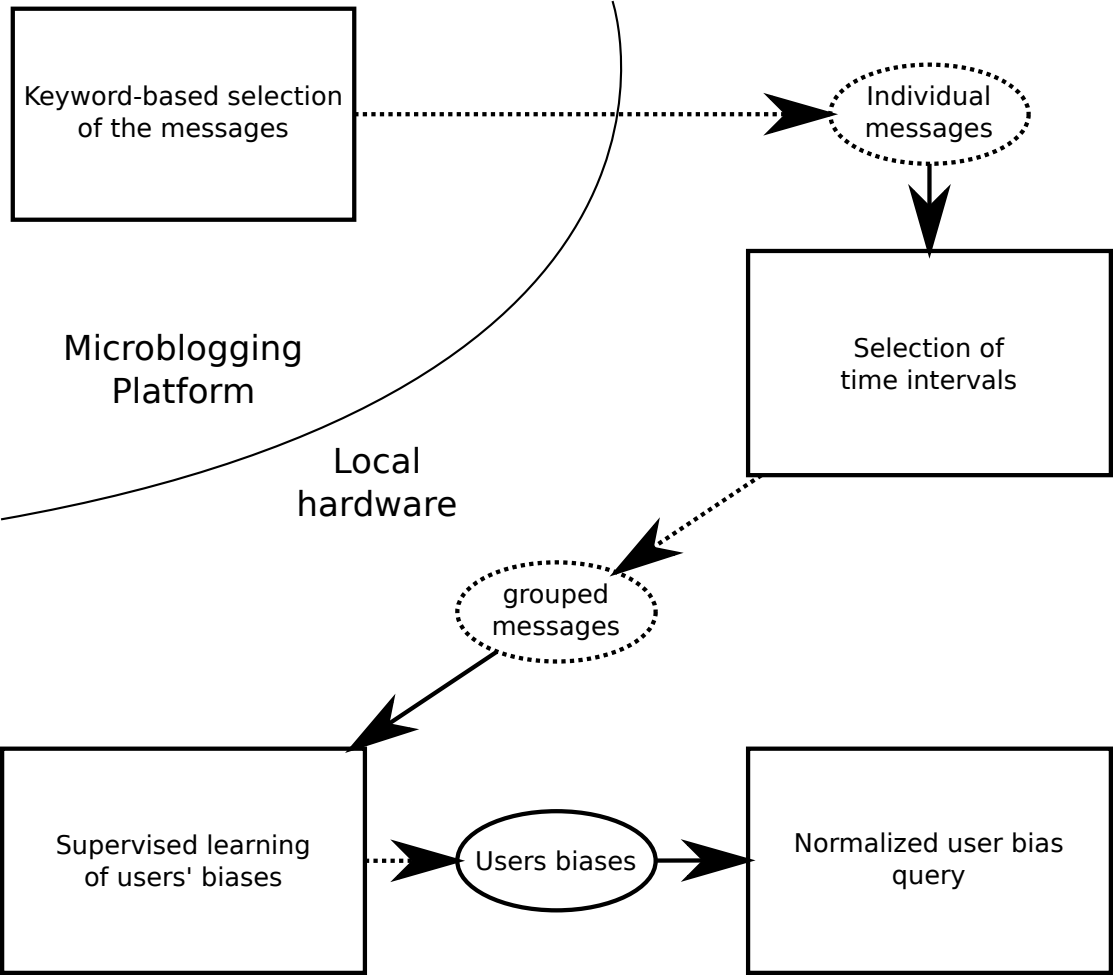 Keyword-based selection
of the messages
Individual
messages
Microblogging
Platform
Selection of
time intervals
Local
hardware
grouped
messages
Supervised learning
of users' biases
Users biases
Normalized user bias
query